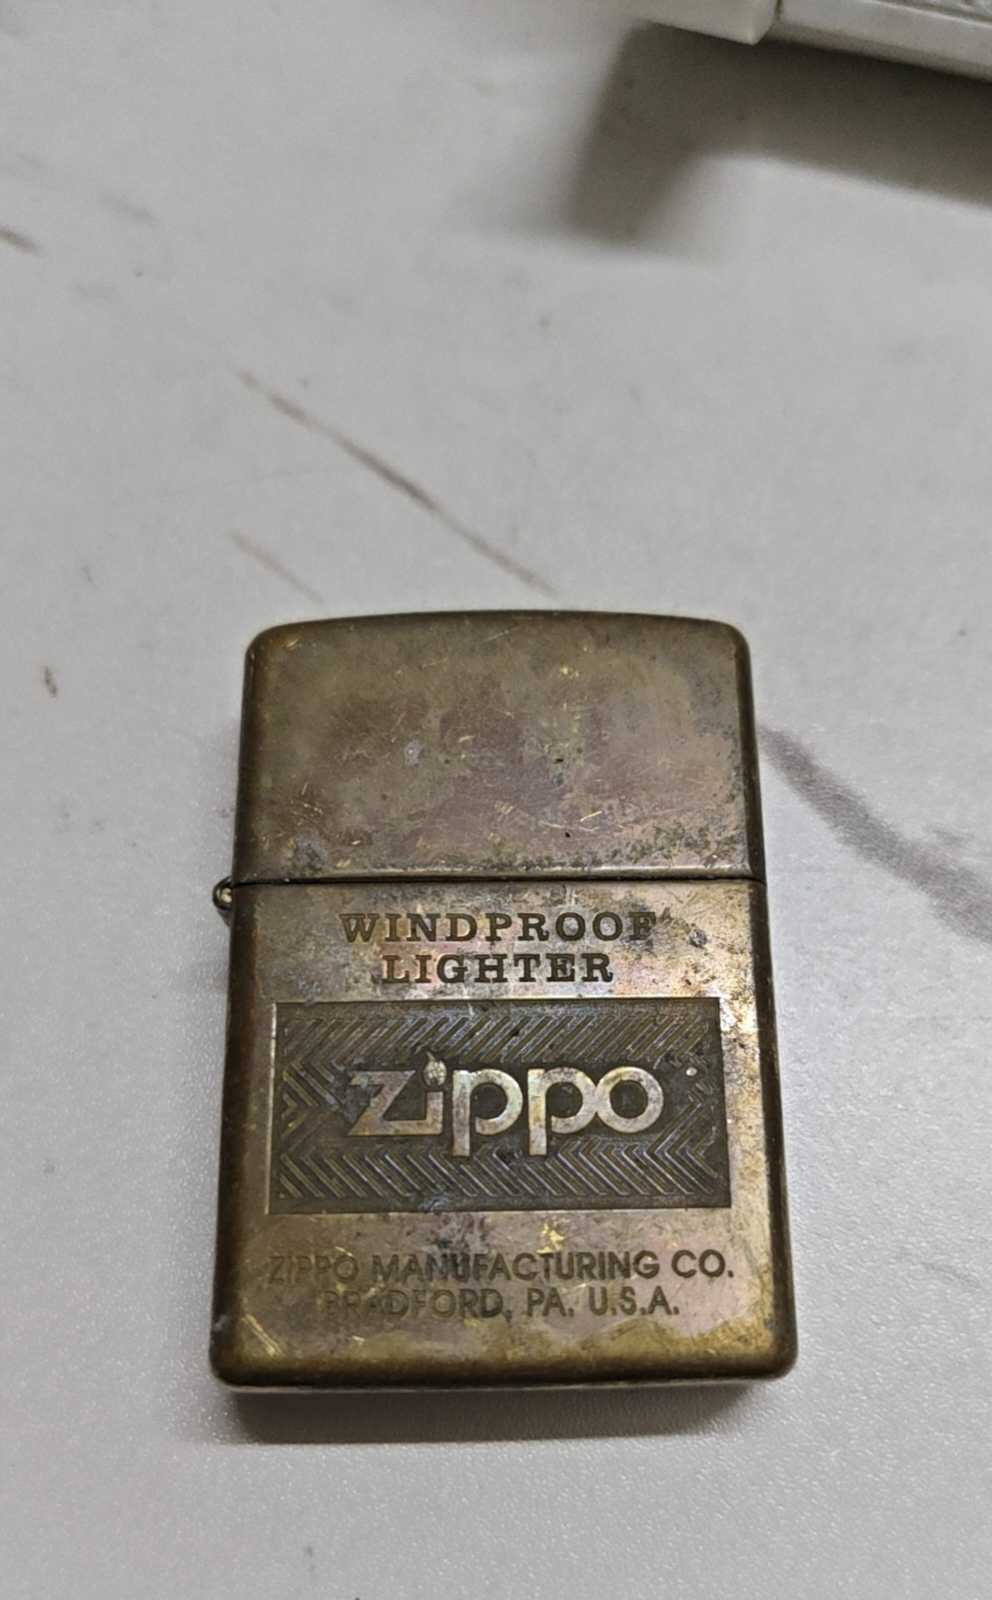 WINDPROOF
LIGHTER
zippo
ZIPPO MANUFACTURING CO.
BRADFORD, PA. U.S.A.